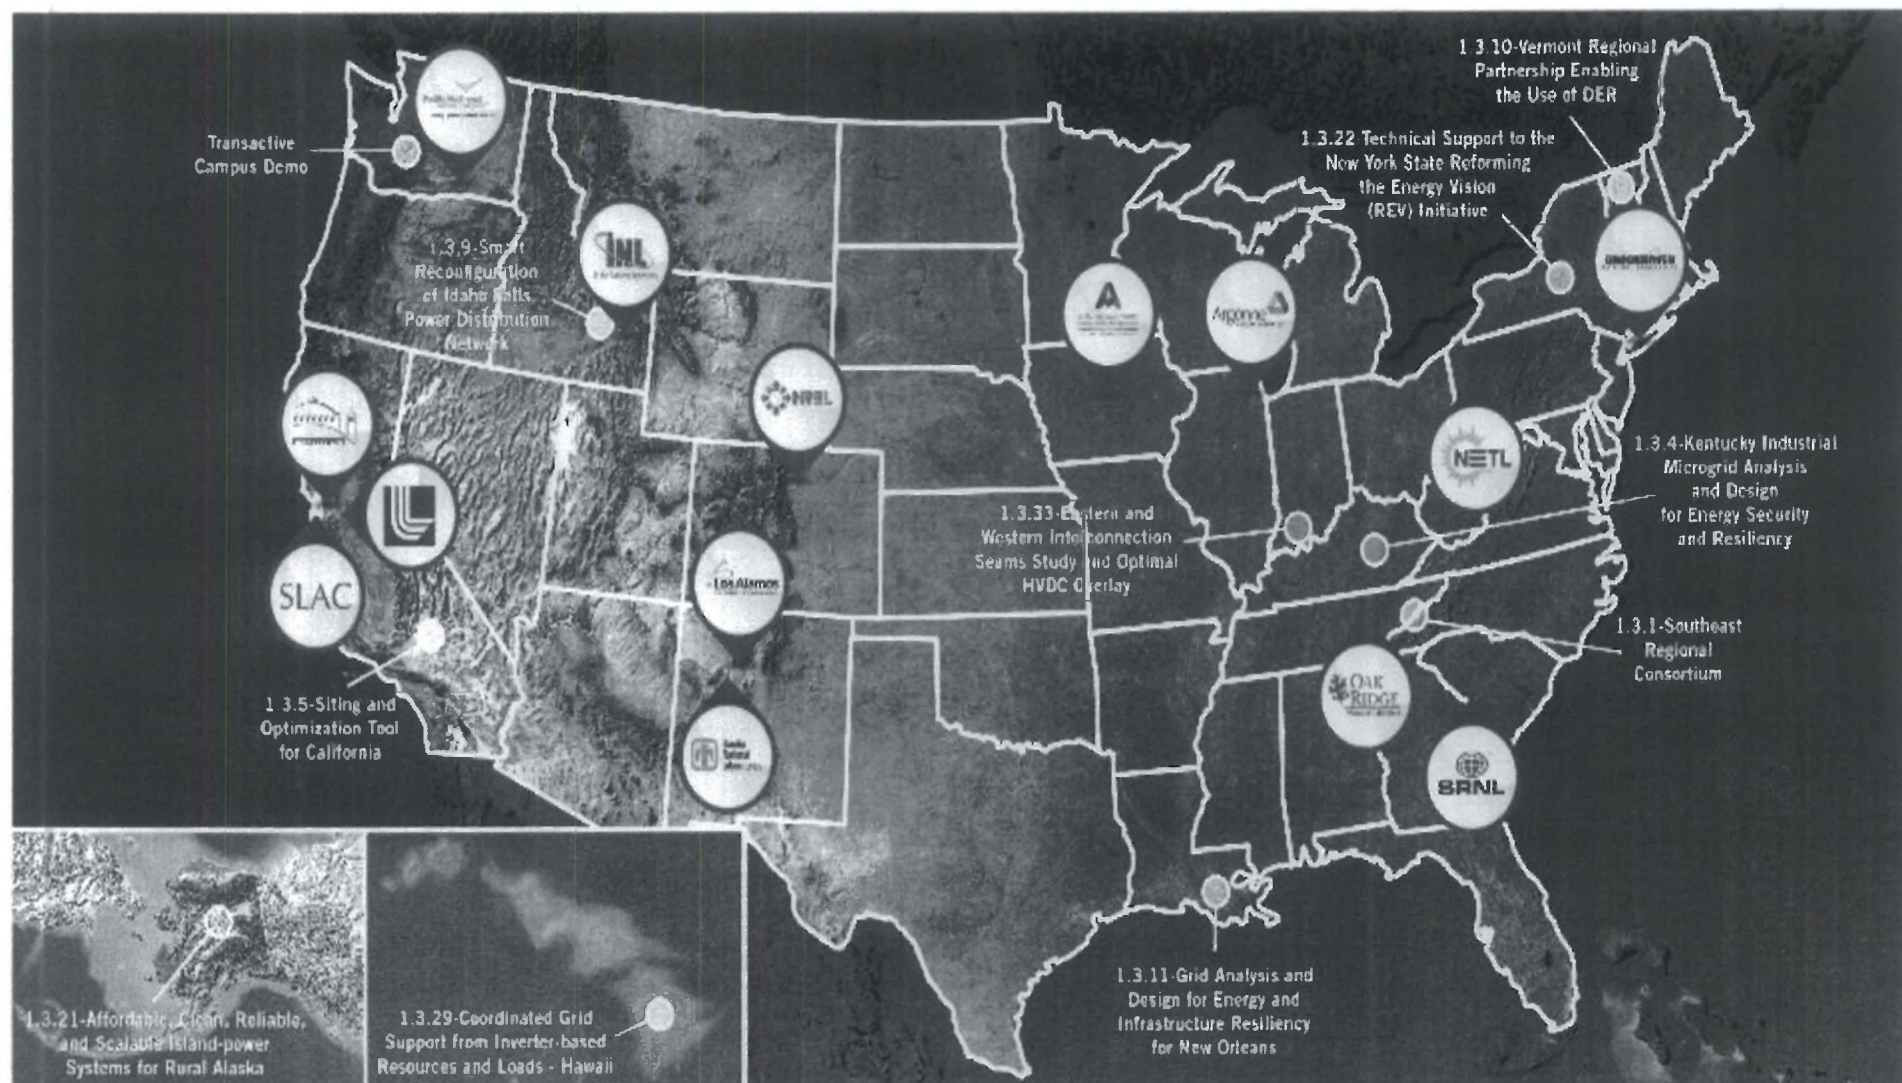 1.3.10-Vermont Regional
Partnership Enabling
the Use of DER
1.3.22-Technical Support to the
New York State Reforming
the Energy Vision
(REV) Initiative
Transactive
Campus Demo
INL
1.3.9-Smart
Reconfiguration
of Idaho Falls
Power Distribution
Network
A
Argonne
BROOKHAVEN
NREL
NETL
1.3.4-Kentucky Industrial
Microgrid Analysis
and Design
for Energy Security
and Resiliency
1.3.33-Eastern and
Western Interconnection
Seams Study and Optimal
HVDC Overlay
Los Alamos
SLAC
1.3.1-Southeast
Regional
Consortium
OAK
RIDGE
1 3.5-Siting and
Optimization Tool
for California
SRNL
1.3.11-Grid Analysis and
Design for Energy and
Infrastructure Resiliency
for New Orleans
1.3.21-Affordable, Clean, Reliable,
and Scalable Island-power
Systems for Rural Alaska
1.3.29-Coordinated Grid
Support from Inverter-based
Resources and Loads - Hawaii